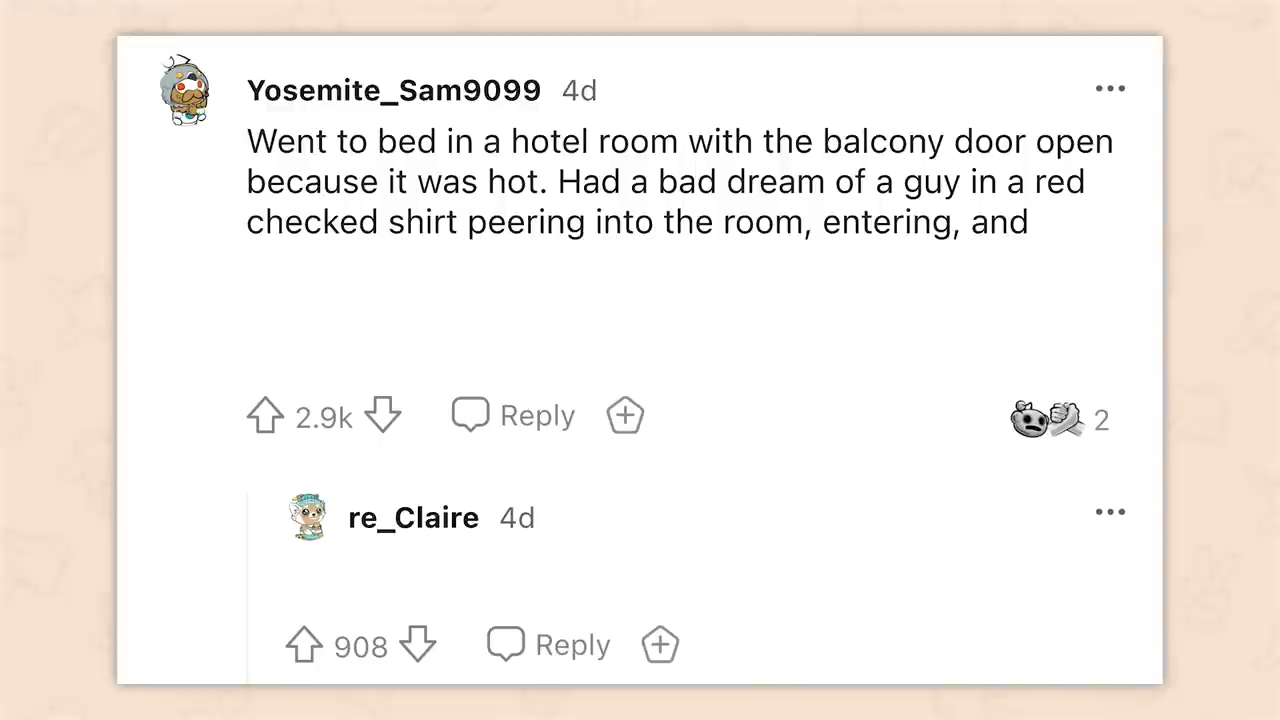 Yosemite_Sam9099 4d
Went to bed in a hotel room with the balcony door open
because it was hot. Had a bad dream of a guy in a red
checked shirt peering into the room, entering, and
2.9k Reply 2
re_Claire 4d
908 Reply